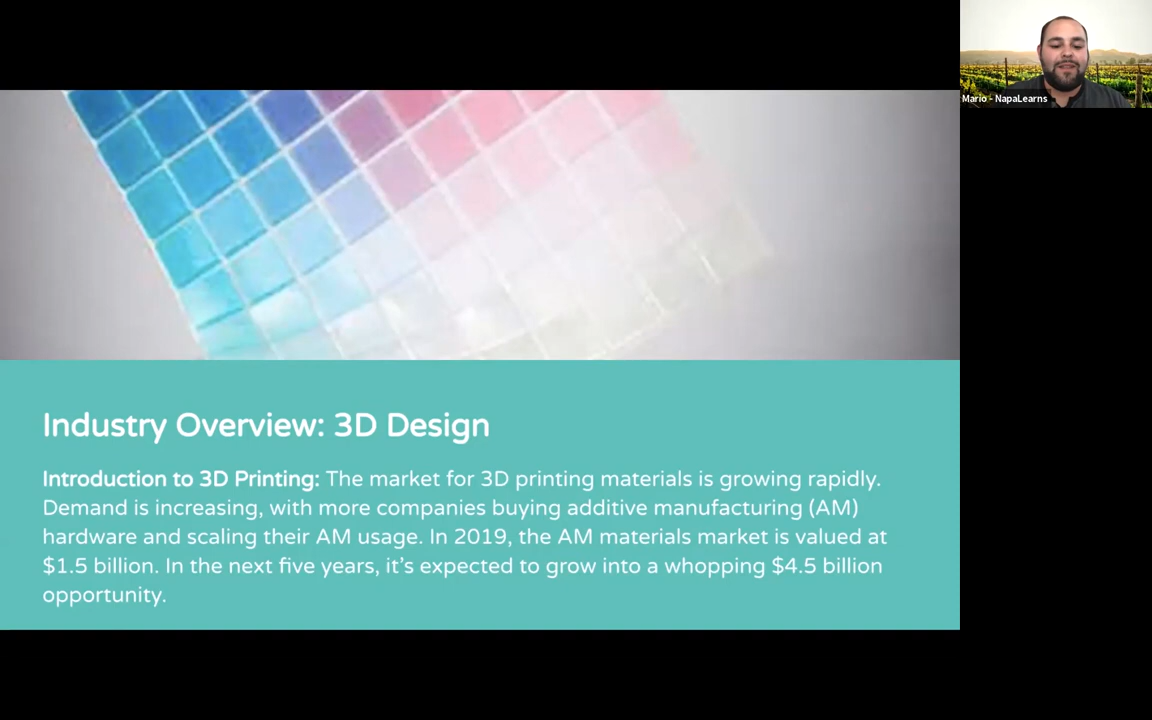 Mario - NapaLearns
Industry Overview: 3D Design
Introduction to 3D Printing: The market for 3D printing materials is growing rapidly.
Demand is increasing, with more companies buying additive manufacturing (AM)
hardware and scaling their AM usage. In 2019, the AM materials market is valued at
$1.5 billion. In the next five years, it’s expected to grow into a whopping $4.5 billion
opportunity.